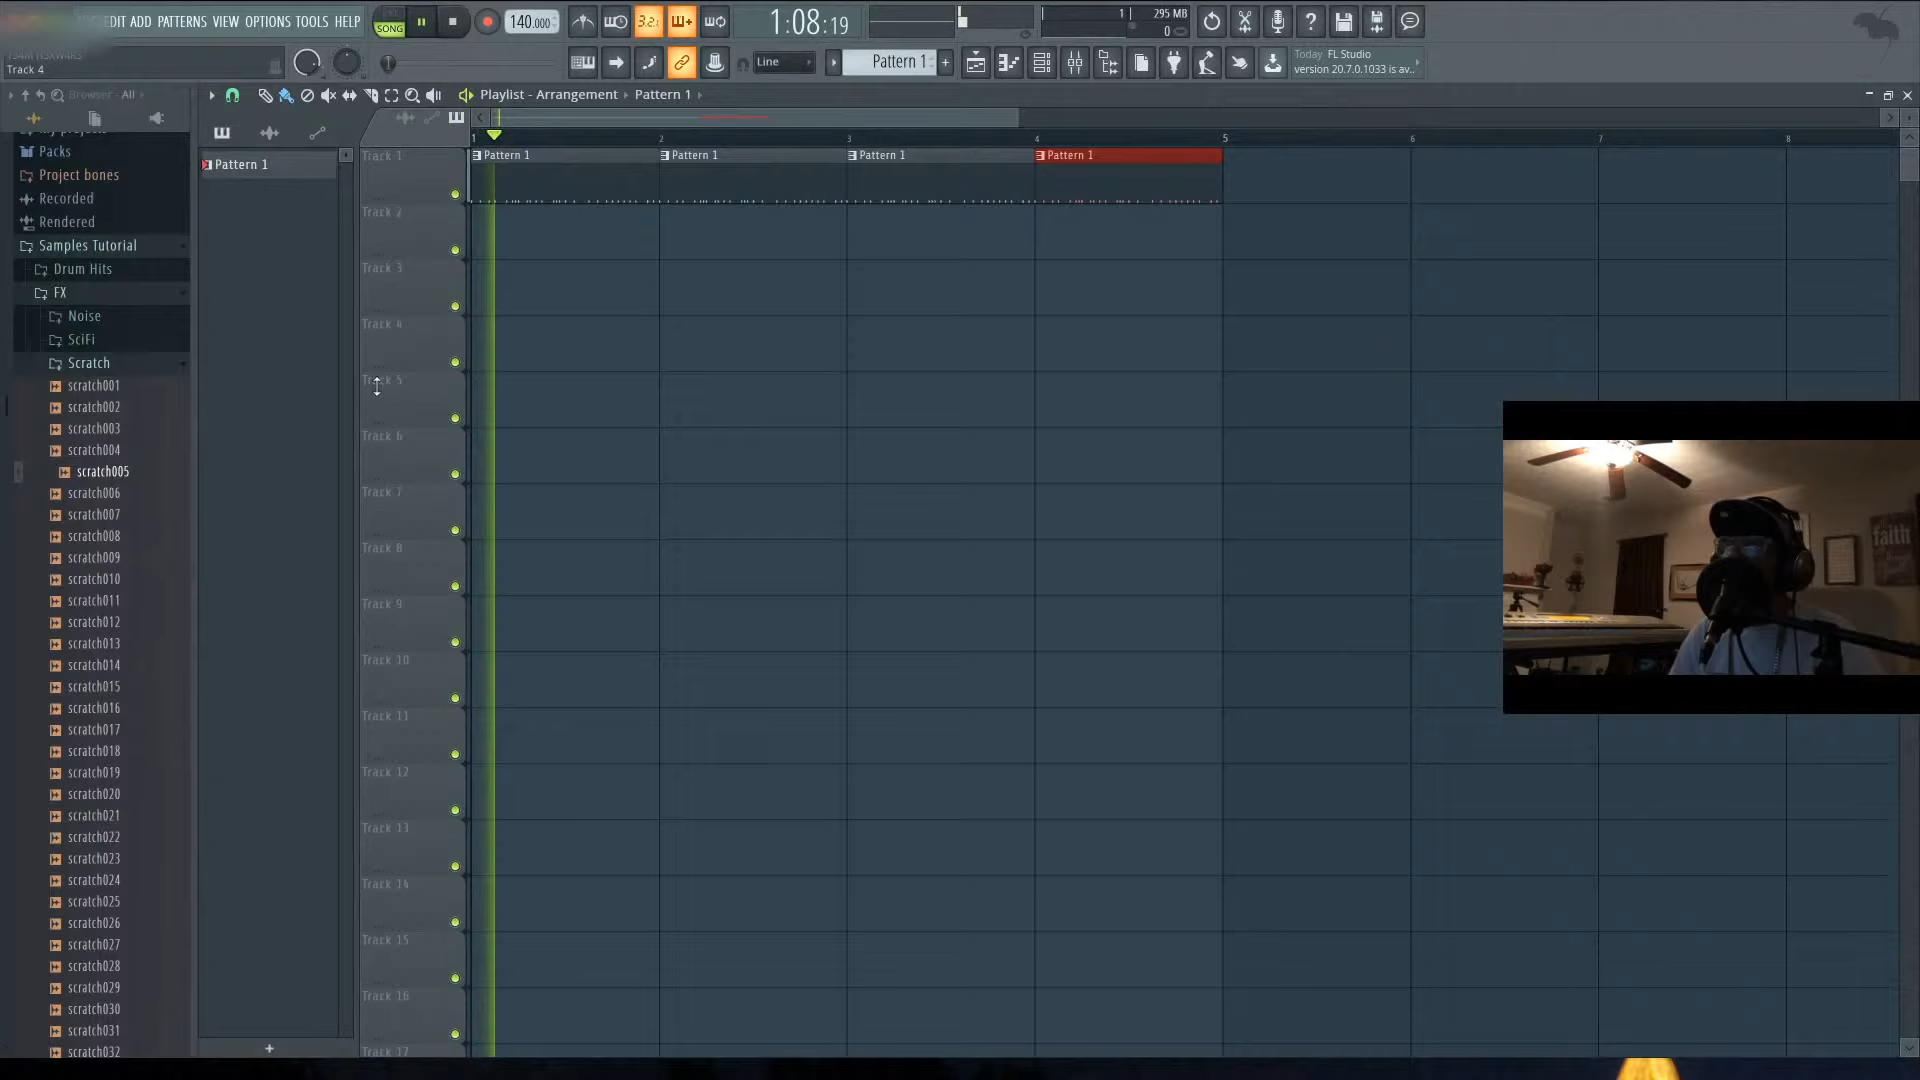 EDIT ADD PATTERNS VIEW OPTIONS TOOLS HELP
SONG
140.000
3.2.
1:08:19
1
295 MB
0
Track 4
Line
Pattern 1
Today FL Studio
version 20.7.0.1033 is av..
Browser - All
Playlist - Arrangement
Pattern 1
Packs
Project bones
Recorded
Rendered
Samples Tutorial
Drum Hits
FX
Noise
SciFi
Scratch
scratch001
scratch002
scratch003
scratch004
scratch005
scratch006
scratch007
scratch008
scratch009
scratch010
scratch011
scratch012
scratch013
scratch014
scratch015
scratch016
scratch017
scratch018
scratch019
scratch020
scratch021
scratch022
scratch023
scratch024
scratch025
scratch026
scratch027
scratch028
scratch029
scratch030
scratch031
scratch032
Pattern 1
1 2 3 4 5 6 7 8
Track 1
Pattern 1 Pattern 1 Pattern 1 Pattern 1
Track 2
Track 3
Track 4
Track 5
Track 6
Track 7
Track 8
Track 9
Track 10
Track 11
Track 12
Track 13
Track 14
Track 15
Track 16
Track 17
faith